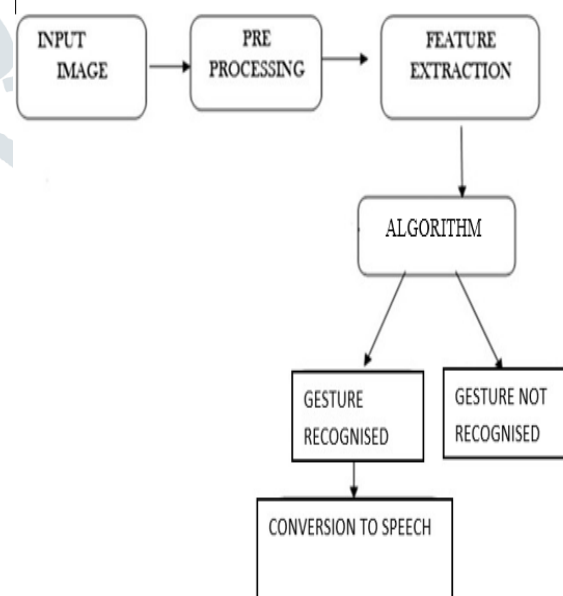 INPUT
IMAGE
PRE
PROCESSING
FEATURE
EXTRACTION
ALGORITHM
GESTURE
RECOGNISED
GESTURE NOT
RECOGNISED
CONVERSION TO SPEECH